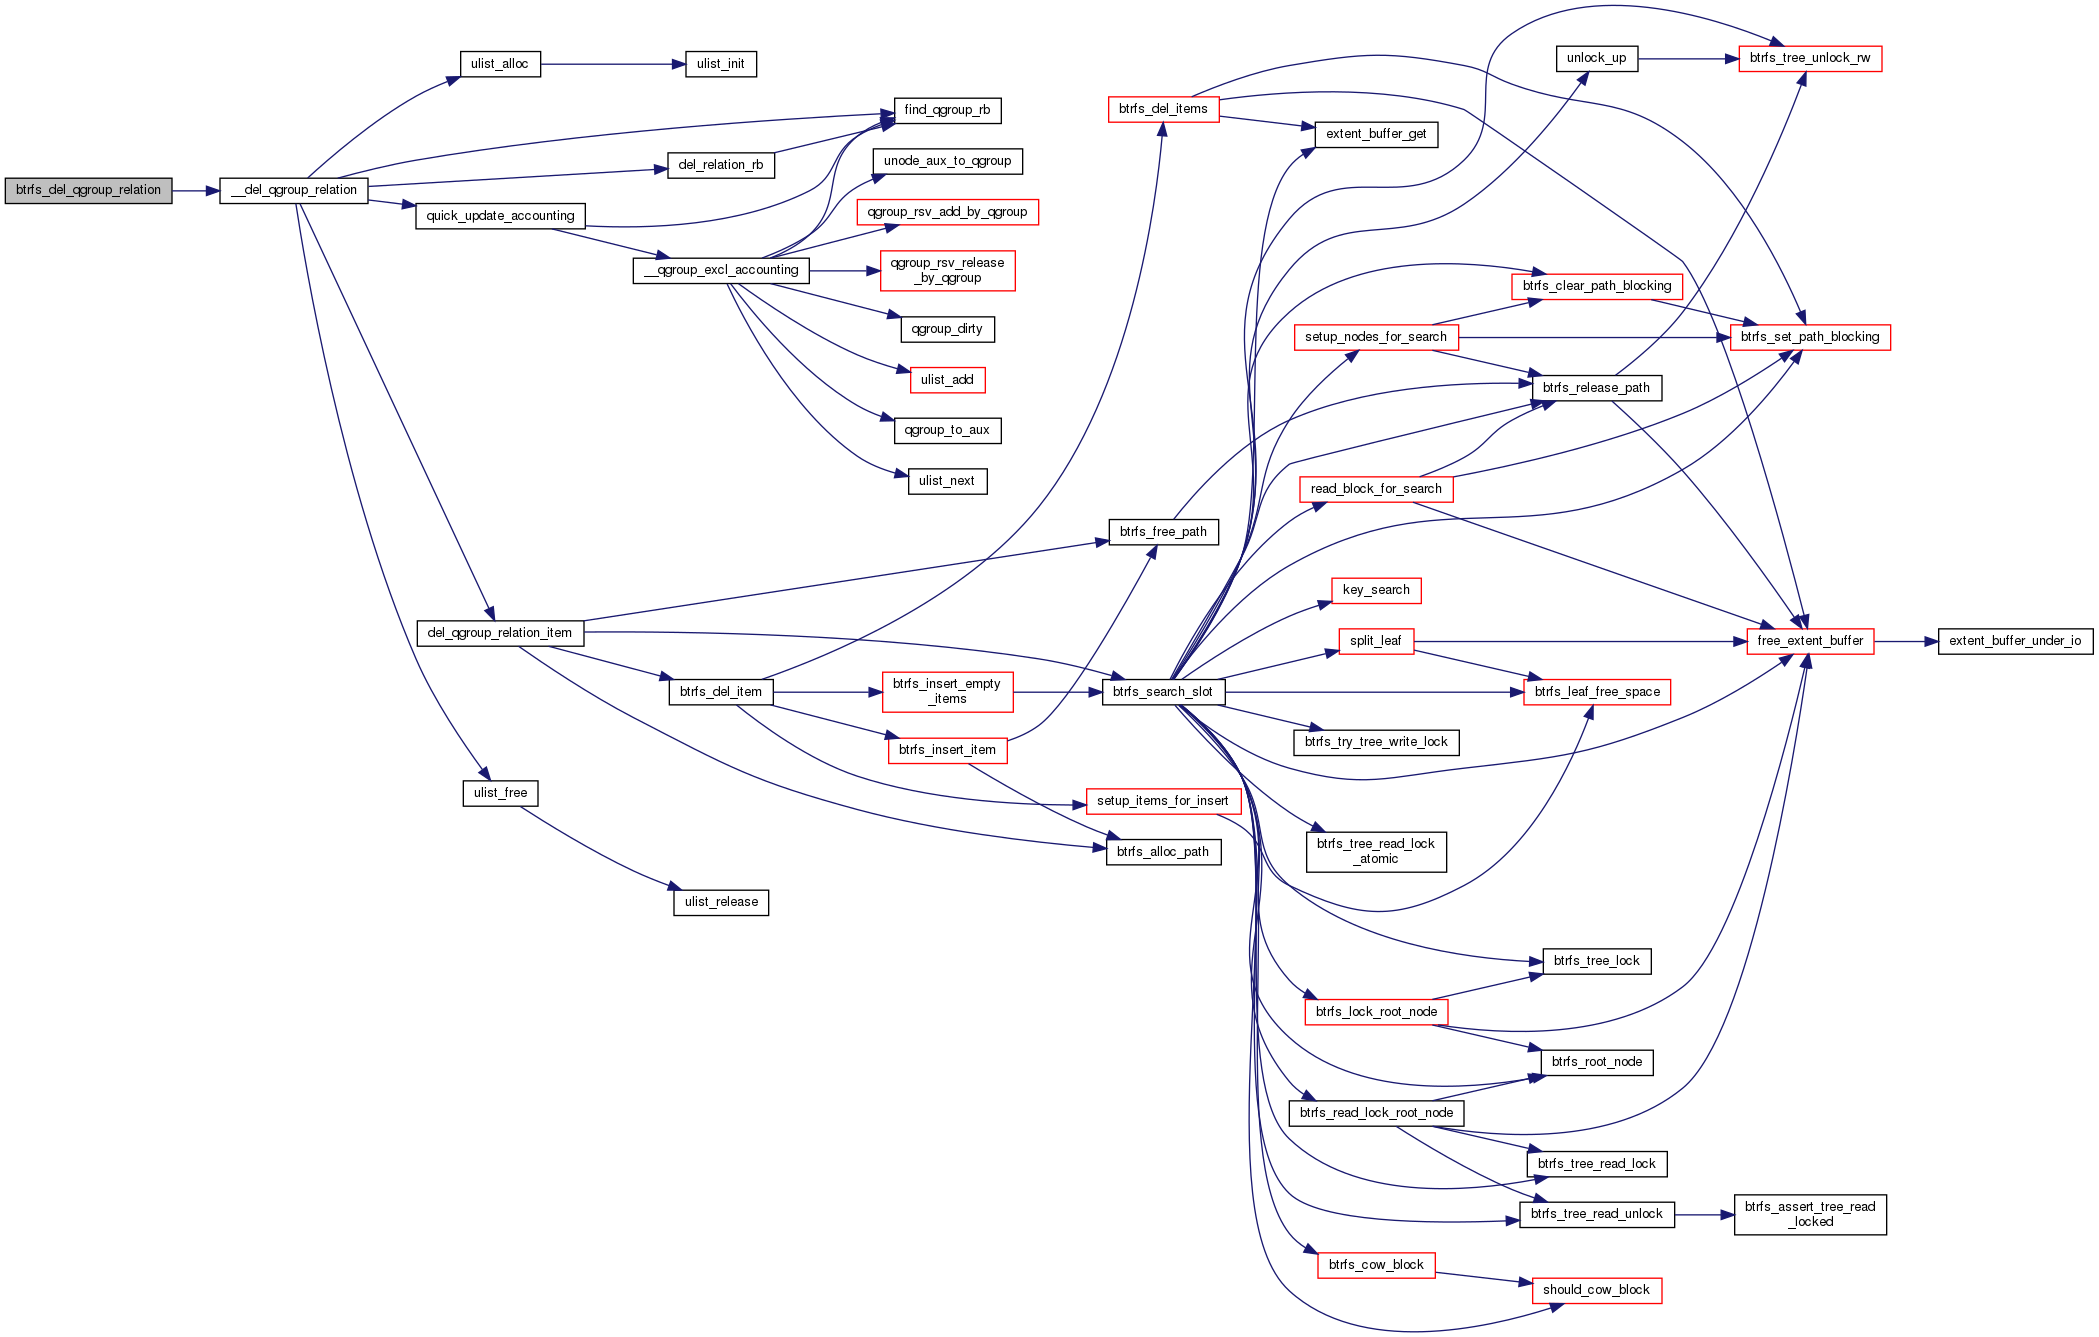 btrfs_del_qgroup_relation
__del_qgroup_relation
ulist_alloc
ulist_init
find_qgroup_rb
del_relation_rb
quick_update_accounting
__qgroup_excl_accounting
unode_aux_to_qgroup
qgroup_rsv_add_by_qgroup
qgroup_rsv_release
_by_qgroup
qgroup_dirty
ulist_add
qgroup_to_aux
ulist_next
del_qgroup_relation_item
ulist_free
ulist_release
btrfs_del_item
btrfs_insert_empty
_items
btrfs_insert_item
btrfs_del_items
btrfs_free_path
btrfs_search_slot
setup_items_for_insert
btrfs_alloc_path
extent_buffer_get
setup_nodes_for_search
read_block_for_search
key_search
split_leaf
btrfs_try_tree_write_lock
btrfs_tree_read_lock
_atomic
btrfs_lock_root_node
btrfs_read_lock_root_node
btrfs_cow_block
unlock_up
btrfs_clear_path_blocking
btrfs_release_path
btrfs_leaf_free_space
btrfs_tree_lock
btrfs_root_node
btrfs_tree_read_lock
btrfs_tree_read_unlock
should_cow_block
btrfs_tree_unlock_rw
btrfs_set_path_blocking
free_extent_buffer
btrfs_assert_tree_read
_locked
extent_buffer_under_io